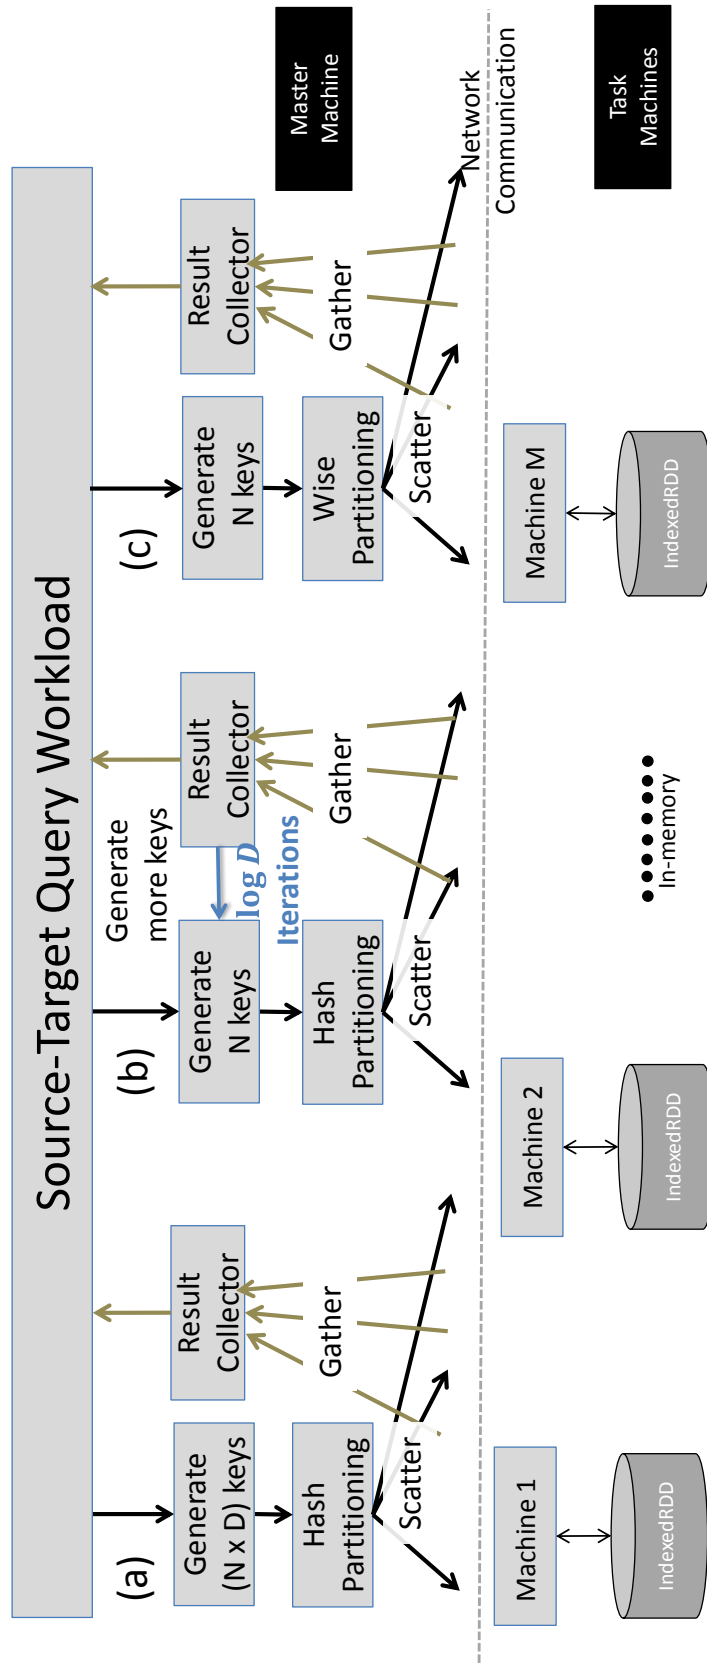 Source-Target Query Workload
(a)
Generate
(N x D) keys
Hash
Partitioning
Scatter
Result
Collector
Gather
(b)
Generate
N keys
Hash
Partitioning
Scatter
Generate
more keys
log D
Iterations
Result
Collector
Gather
(c)
Generate
N keys
Wise
Partitioning
Scatter
Result
Collector
Gather
Master
Machine
Network
Communication
Task
Machines
Machine 1
IndexedRDD
Machine 2
IndexedRDD
In-memory
Machine M
IndexedRDD